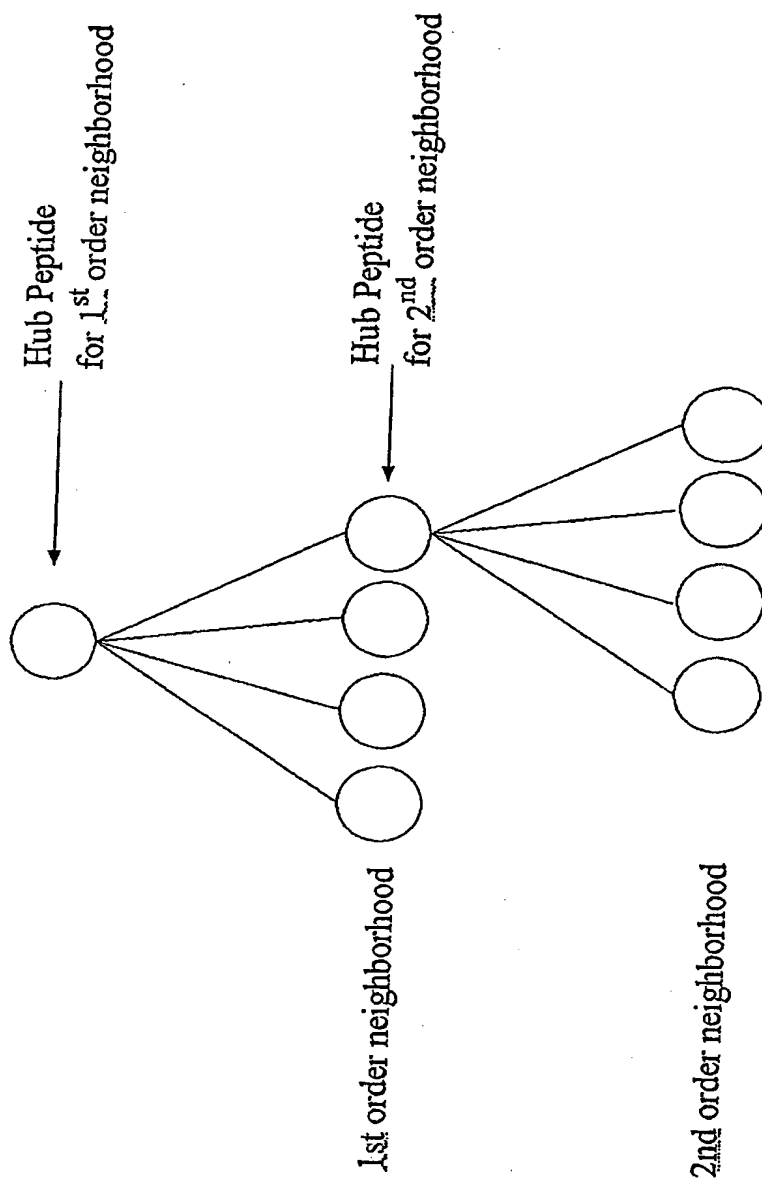 Hub Peptide
for 1st order neighborhood
Hub Peptide
for 2nd order neighborhood
1st order neighborhood
2nd order neighborhood